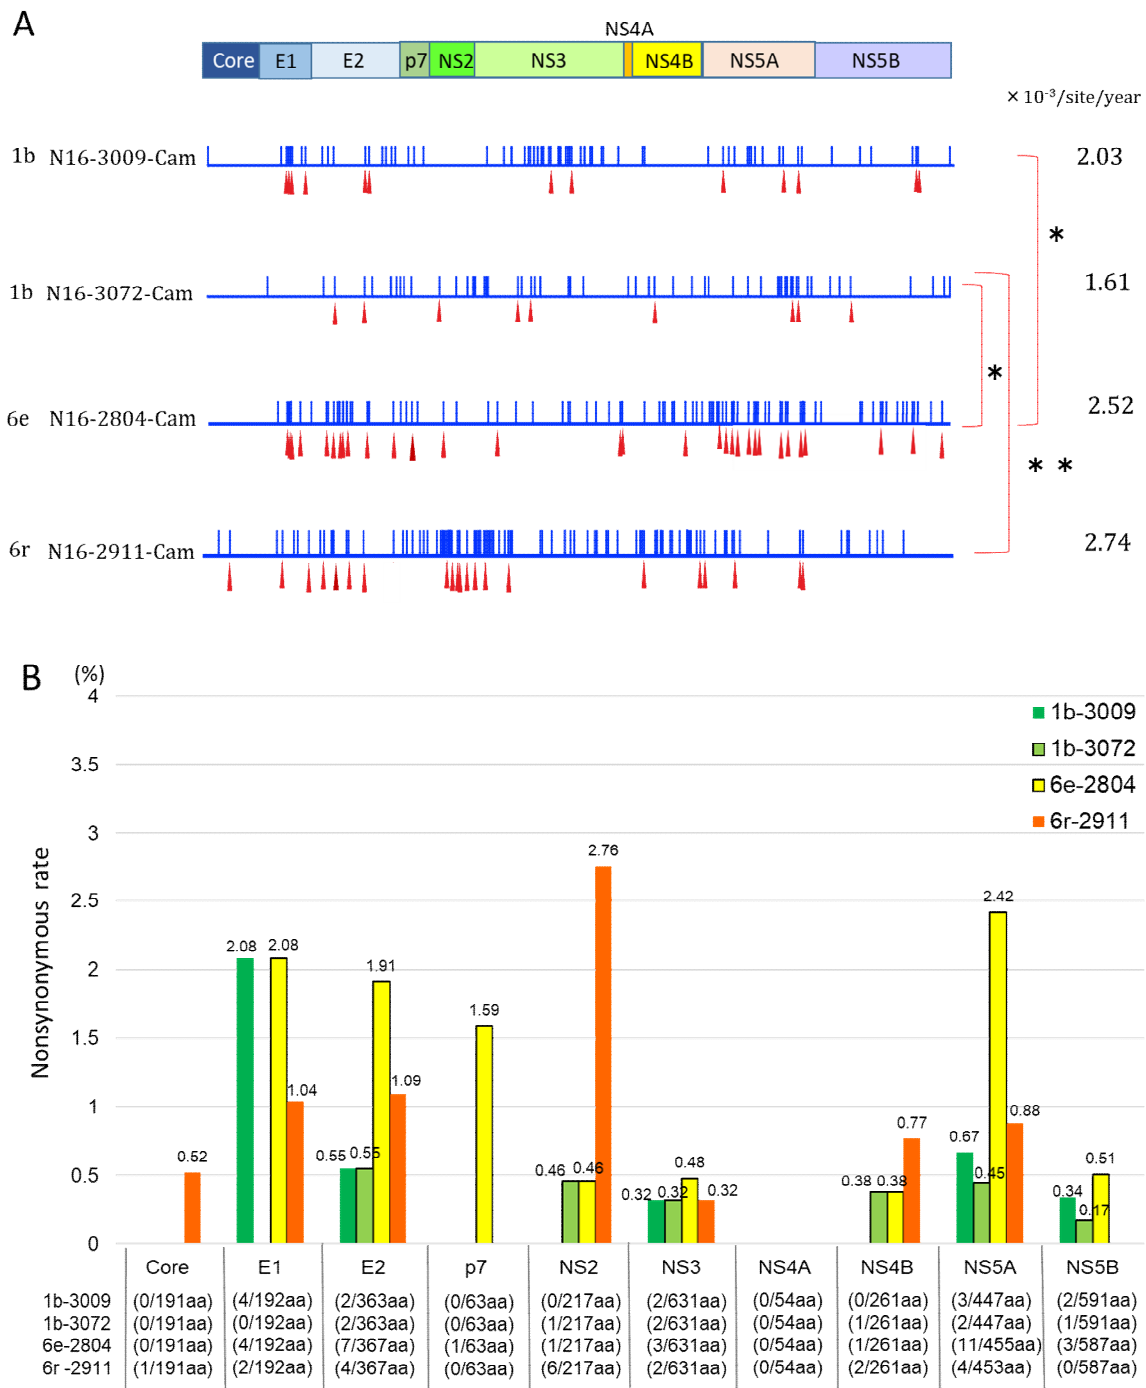 A
NS4A
Core E1 E2 p7 NS2 NS3 NS4B NS5A NS5B
× 10⁻³/site/year
1b N16-3009-Cam 2.03
*
1b N16-3072-Cam 1.61
*
6e N16-2804-Cam 2.52
* *
6r N16-2911-Cam 2.74
B (%)
4
3.5
3
2.5
2
1.5
1
0.5
0
Nonsynonymous rate
1b-3009
1b-3072
6e-2804
6r-2911
0.52
2.08 2.08 1.04
0.55 0.55 1.91 1.09
1.59
0.46 0.46 2.76
0.32 0.32 0.48 0.32
0.38 0.38 0.77
0.67 0.45 2.42 0.88
0.34 0.17 0.51
Core E1 E2 p7 NS2 NS3 NS4A NS4B NS5A NS5B
1b-3009 (0/191aa) (4/192aa) (2/363aa) (0/63aa) (0/217aa) (2/631aa) (0/54aa) (0/261aa) (3/447aa) (2/591aa)
1b-3072 (0/191aa) (0/192aa) (2/363aa) (0/63aa) (1/217aa) (2/631aa) (0/54aa) (1/261aa) (2/447aa) (1/591aa)
6e-2804 (0/191aa) (4/192aa) (7/367aa) (1/63aa) (1/217aa) (3/631aa) (0/54aa) (1/261aa) (11/455aa) (3/587aa)
6r -2911 (1/191aa) (2/192aa) (4/367aa) (0/63aa) (6/217aa) (2/631aa) (0/54aa) (2/261aa) (4/453aa) (0/587aa)